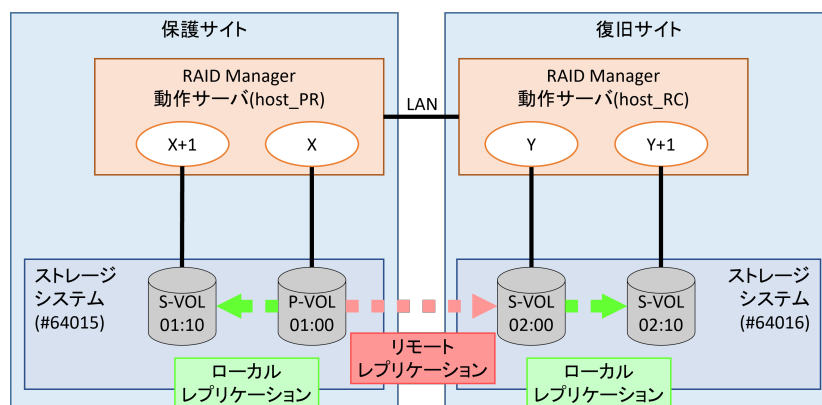 保護サイト
RAID Manager
動作サーバ(host_PR)
X+1
X
LAN
復旧サイト
RAID Manager
動作サーバ(host_RC)
Y
Y+1
ストレージ
システム
(#64015)
S-VOL
01:10
P-VOL
01:00
S-VOL
02:00
S-VOL
02:10
ストレージ
システム
(#64016)
リモート
レプリケーション
ローカル
レプリケーション
ローカル
レプリケーション